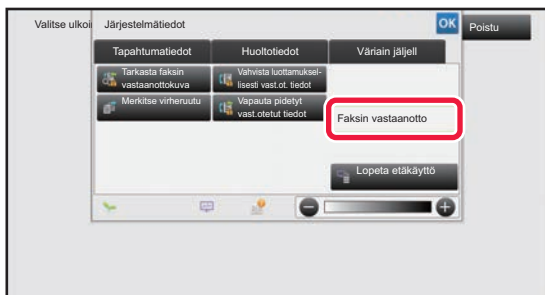 Valitse ulkoi
Järjestelmätiedot
OK
Poistu
Tapahtumatiedot
Huoltotiedot
Väriain jäljell
Tarkasta faksin
vastaanottokuva
Vahvista luottamuksel-
lisesti vast.ot. tiedot
Merkitse virheruutu
Vapauta pidetyt
vast.otetut tiedot
Faksin vastaanotto
Lopeta etäkäyttö